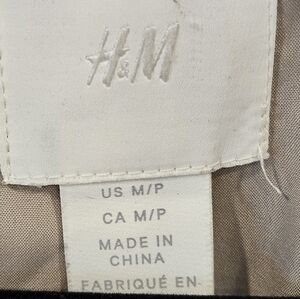 H&M
US M/P
CA M/P
MADE IN
CHINA
FABRIQUÉ EN